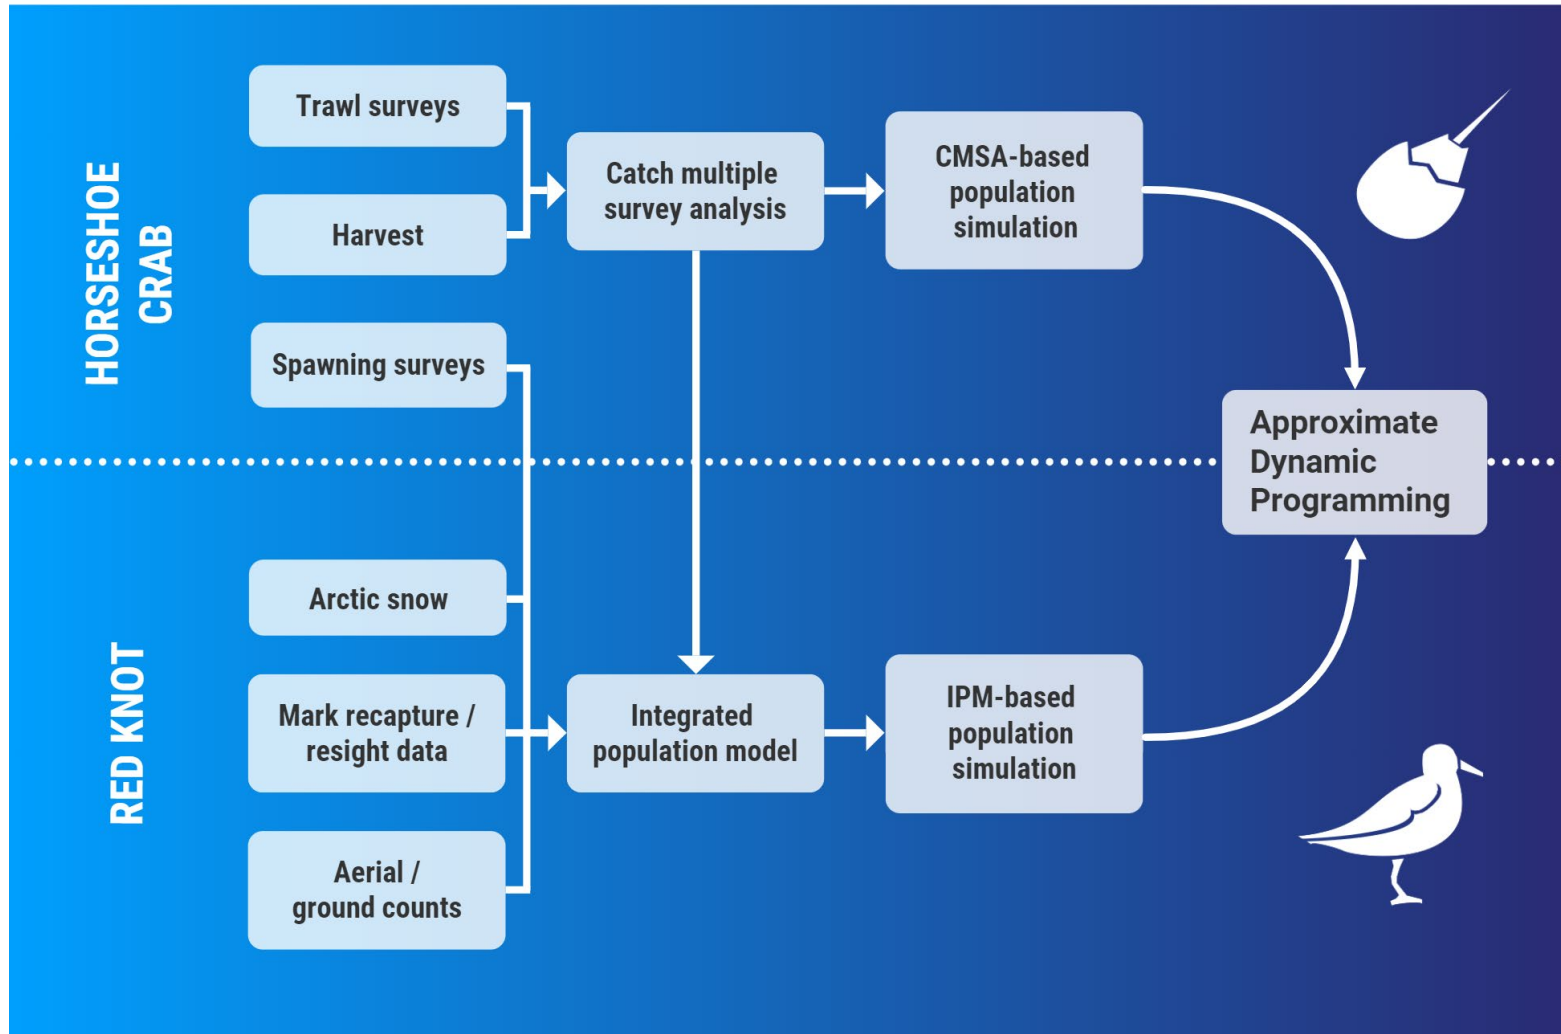 HORSESHOE
CRAB
Trawl surveys
Harvest
Spawning surveys
Catch multiple
survey analysis
CMSA-based
population
simulation
Approximate
Dynamic
Programming
RED KNOT
Arctic snow
Mark recapture /
resight data
Aerial /
ground counts
Integrated
population model
IPM-based
population
simulation